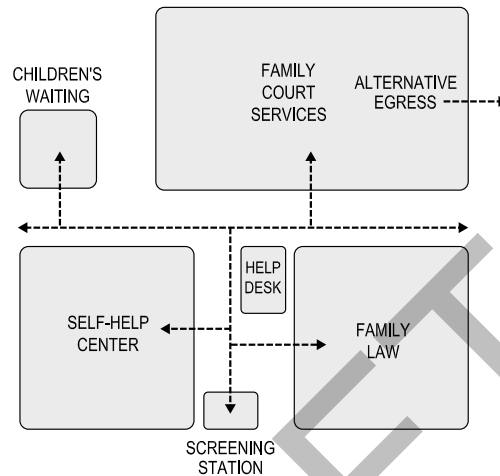 CHILDREN'S
WAITING
FAMILY
COURT
SERVICES
ALTERNATIVE
EGRESS
HELP
DESK
SELF-HELP
CENTER
FAMILY
LAW
SCREENING
STATION